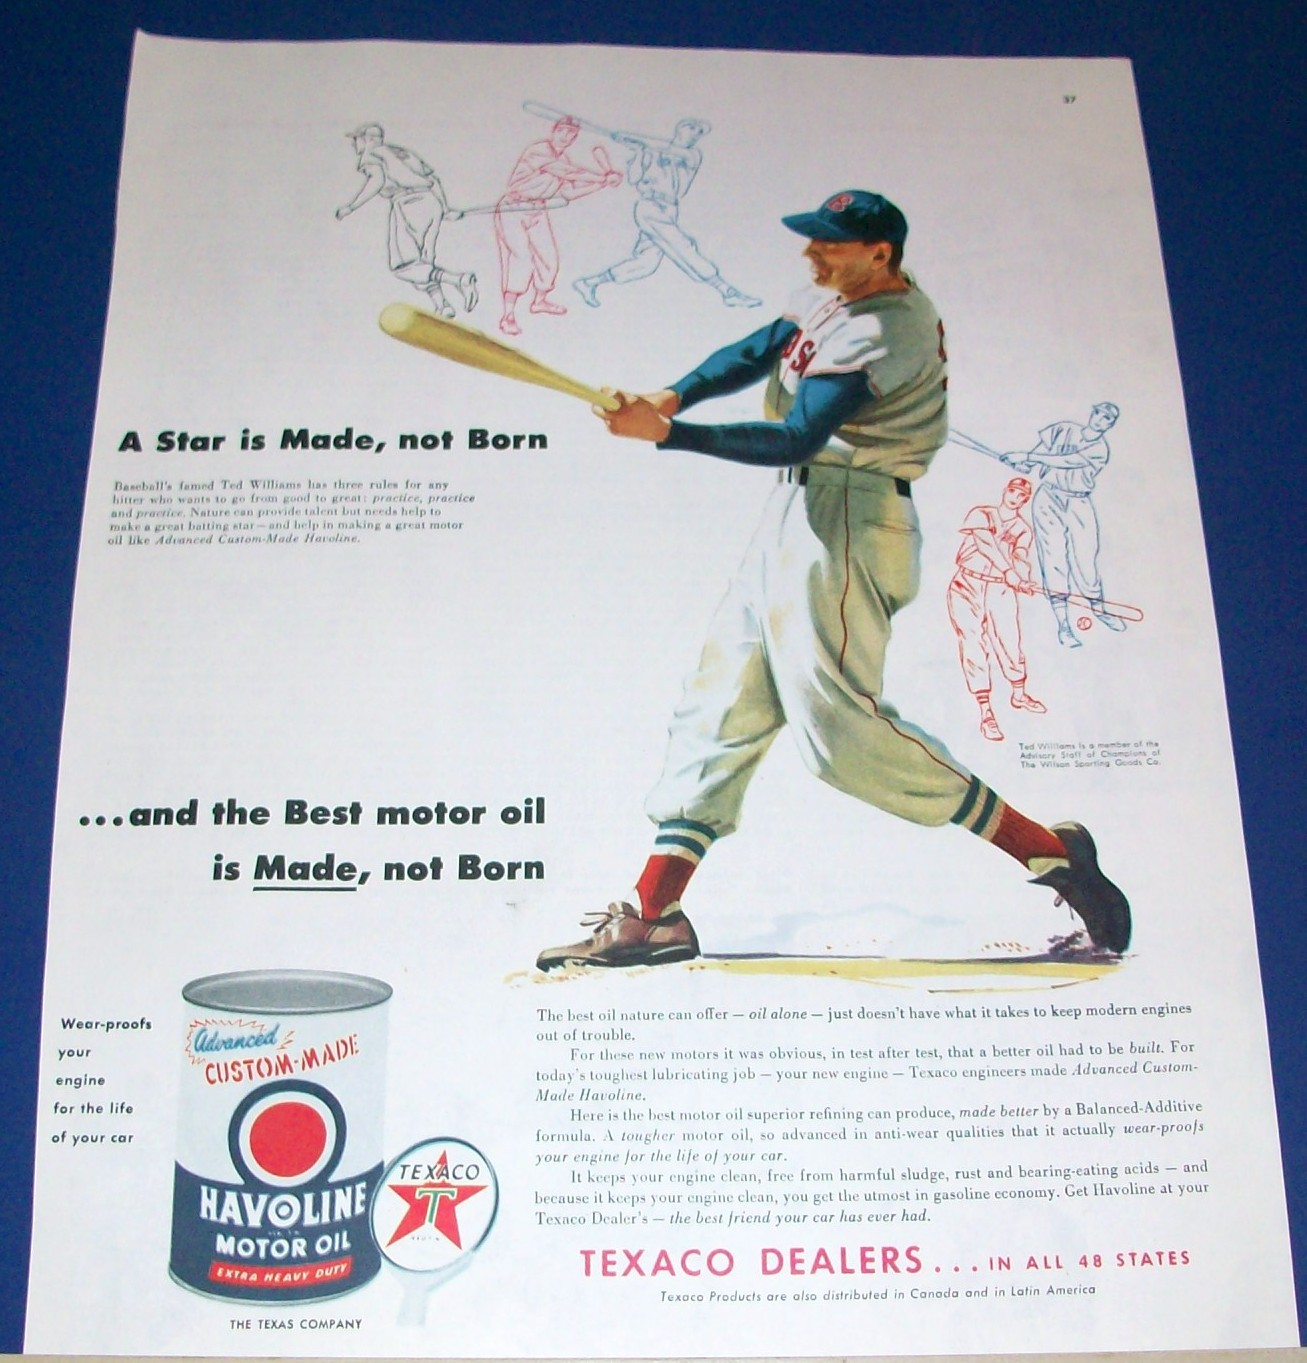 37
B
A Star is Made, not Born
Baseball's famed Ted Williams has three rules for any
hitter who wants to go from good to great: practice, practice
and practice. Nature can provide talent but needs help to
make a great batting star — and help in making a great motor
oil like Advanced Custom-Made Havoline.
Ted Williams is a member of the
Advisory Staff of Champions of
The Wilson Sporting Goods Co.
...and the Best motor oil
is Made, not Born
Wear-proofs
your
engine
for the life
of your car
Advanced
CUSTOM-MADE
HAVOLINE
MOTOR OIL
EXTRA HEAVY DUTY
TEXACO
T
THE TEXAS COMPANY
The best oil nature can offer — oil alone — just doesn't have what it takes to keep modern engines
out of trouble.
For these new motors it was obvious, in test after test, that a better oil had to be built. For
today's toughest lubricating job — your new engine — Texaco engineers made Advanced Custom-
Made Havoline.
Here is the best motor oil superior refining can produce, made better by a Balanced-Additive
formula. A tougher motor oil, so advanced in anti-wear qualities that it actually wear-proofs
your engine for the life of your car.
It keeps your engine clean, free from harmful sludge, rust and bearing-eating acids — and
because it keeps your engine clean, you get the utmost in gasoline economy. Get Havoline at your
Texaco Dealer's — the best friend your car has ever had.
TEXACO DEALERS . . . IN ALL 48 STATES
Texaco Products are also distributed in Canada and in Latin America